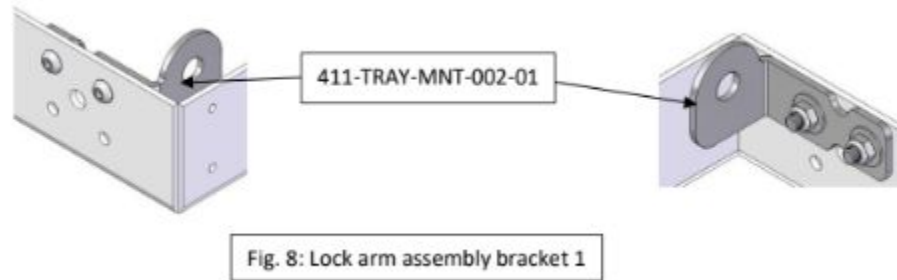 411-TRAY-MNT-002-01
Fig. 8: Lock arm assembly bracket 1